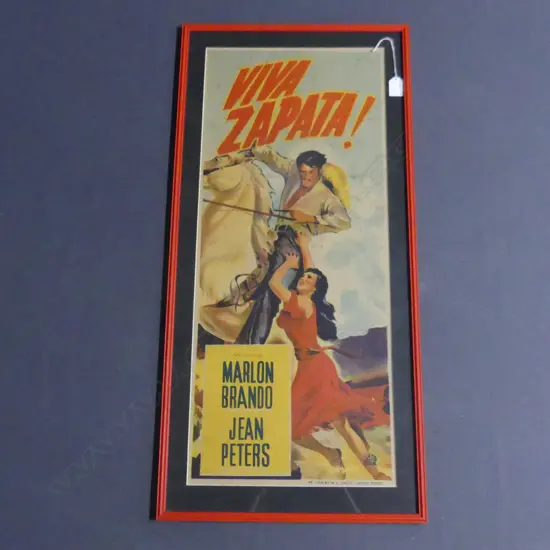 VIVA
ZAPATA!
MARLON
BRANDO
JEAN
PETERS